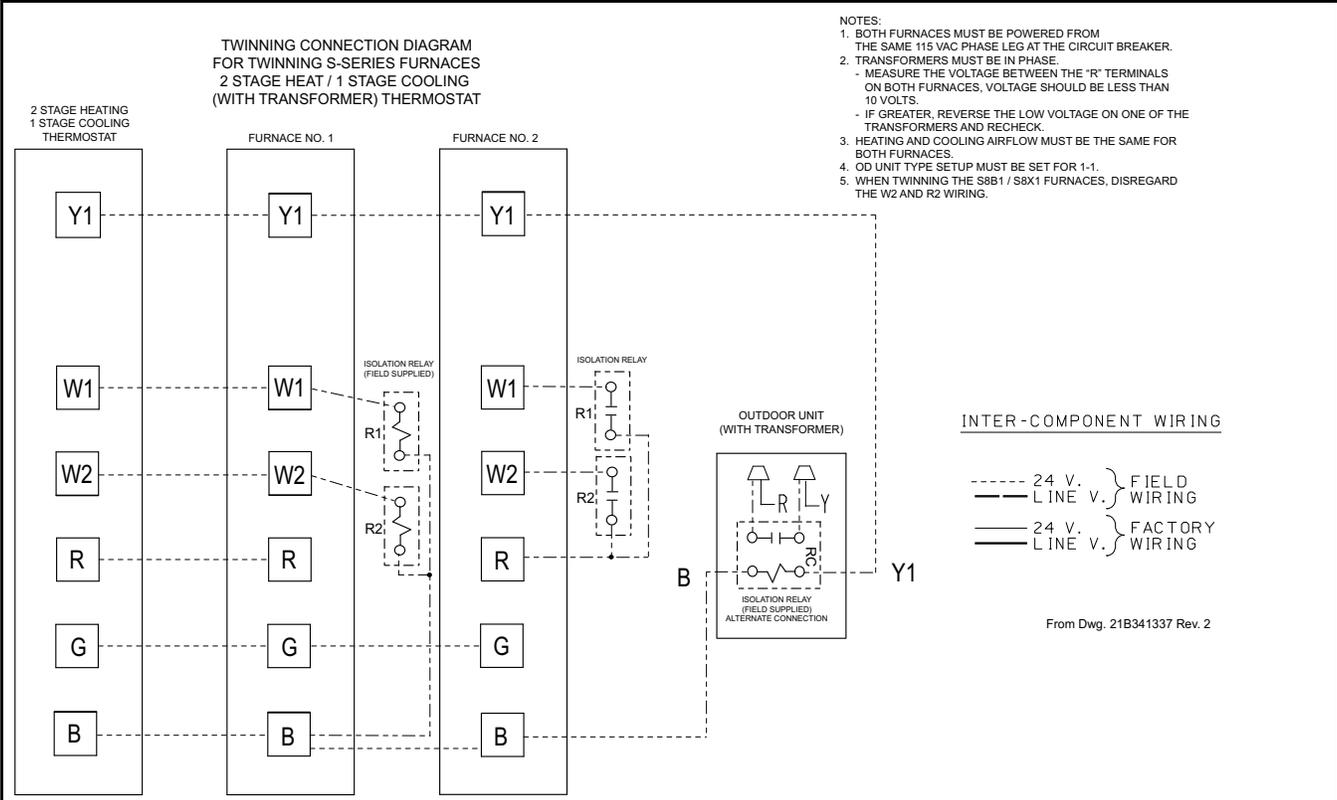 TWINNING CONNECTION DIAGRAM
FOR TWINNING S-SERIES FURNACES
2 STAGE HEAT / 1 STAGE COOLING
(WITH TRANSFORMER) THERMOSTAT
NOTES:
1. BOTH FURNACES MUST BE POWERED FROM
THE SAME 115 VAC PHASE LEG AT THE CIRCUIT BREAKER.
2. TRANSFORMERS MUST BE IN PHASE.
- MEASURE THE VOLTAGE BETWEEN THE “R” TERMINALS
ON BOTH FURNACES, VOLTAGE SHOULD BE LESS THAN
10 VOLTS.
- IF GREATER, REVERSE THE LOW VOLTAGE ON ONE OF THE
TRANSFORMERS AND RECHECK.
3. HEATING AND COOLING AIRFLOW MUST BE THE SAME FOR
BOTH FURNACES.
4. OD UNIT TYPE SETUP MUST BE SET FOR 1-1.
5. WHEN TWINNING THE S8B1 / S8X1 FURNACES, DISREGARD
THE W2 AND R2 WIRING.
2 STAGE HEATING
1 STAGE COOLING
THERMOSTAT
Y1
W1
W2
R
G
B
FURNACE NO. 1
Y1
W1
W2
R
G
B
ISOLATION RELAY
(FIELD SUPPLIED)
R1
R2
FURNACE NO. 2
Y1
W1
W2
R
G
B
ISOLATION RELAY
R1
R2
OUTDOOR UNIT
(WITH TRANSFORMER)
R
Y
RC
B
Y1
ISOLATION RELAY
(FIELD SUPPLIED)
ALTERNATE CONNECTION
INTER-COMPONENT WIRING
24 V.
LINE V.
FIELD
WIRING
24 V.
LINE V.
FACTORY
WIRING
From Dwg. 21B341337 Rev. 2